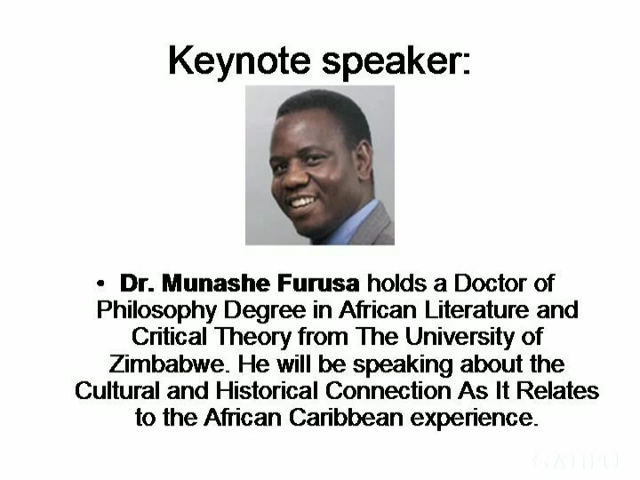 Keynote speaker:
• Dr. Munashe Furusa holds a Doctor of
Philosophy Degree in African Literature and
Critical Theory from The University of
Zimbabwe. He will be speaking about the
Cultural and Historical Connection As It Relates
to the African Caribbean experience.